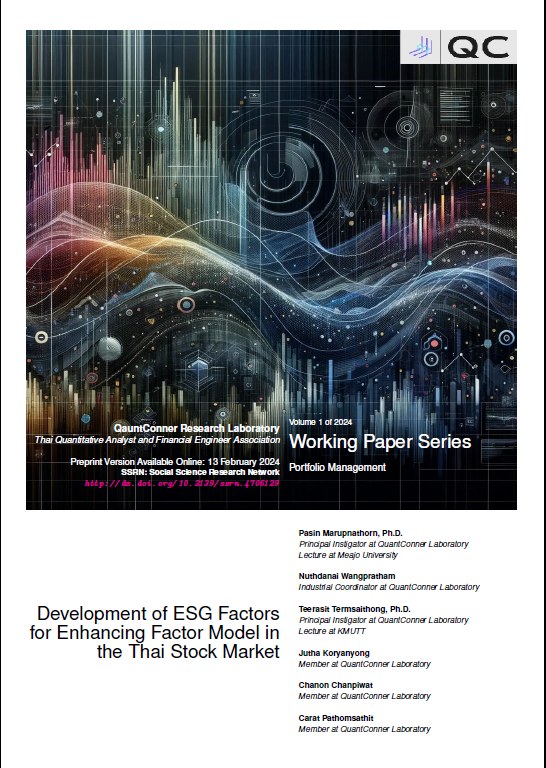 QC
QauntConner Research Laboratory
Thai Quantitative Analyst and Financial Engineer Association
Preprint Version Available Online: 13 February 2024
SSRN: Social Science Research Network
http://dx.doi.org/10.2139/ssrn.4706129
Volume 1 of 2024
Working Paper Series
Portfolio Management
Development of ESG Factors
for Enhancing Factor Model in
the Thai Stock Market
Pasin Marupnathorn, Ph.D.
Principal Instigator at QuantConner Laboratory
Lecture at Meajo University
Nuthdanai Wangpratham
Industrial Coordinator at QuantConner Laboratory
Teerasit Termsaithong, Ph.D.
Principal Instigator at QuantConner Laboratory
Lecture at KMUTT
Jutha Koryanyong
Member at QuantConner Laboratory
Chanon Chanpiwat
Member at QuantConner Laboratory
Carat Pathomsathit
Member at QuantConner Laboratory